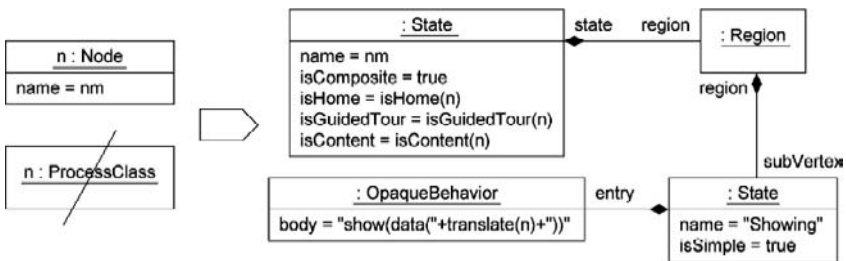 n : Node
name = nm
n : ProcessClass
: State
name = nm
isComposite = true
isHome = isHome(n)
isGuidedTour = isGuidedTour(n)
isContent = isContent(n)
state
region
: Region
region
subVertex
: OpaqueBehavior
body = "show(data("+translate(n)+"))"
entry
: State
name = "Showing"
isSimple = true